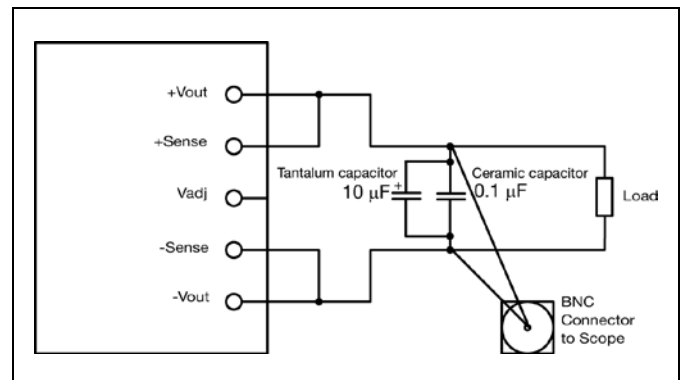 +Vout
+Sense
Vadj
-Sense
-Vout
Tantalum capacitor
10 µF
+
Ceramic capacitor
0.1 µF
Load
BNC
Connector
to Scope